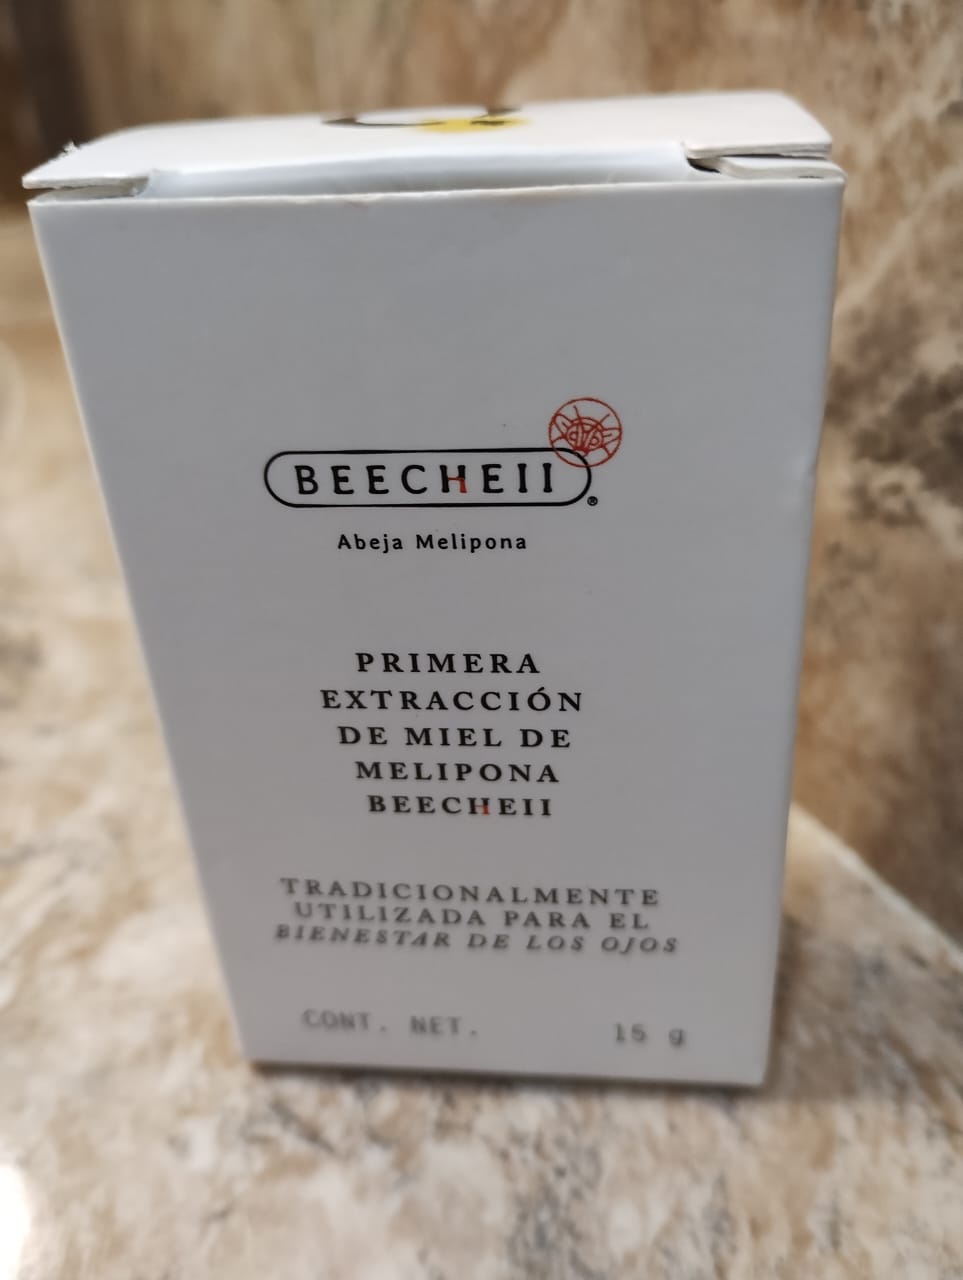 BEECHEII
®
Abeja Melipona
PRIMERA
EXTRACCIÓN
DE MIEL DE
MELIPONA
BEECHEII
TRADICIONALMENTE
UTILIZADA PARA EL
BIENESTAR DE LOS OJOS
CONT. NET. 15 g